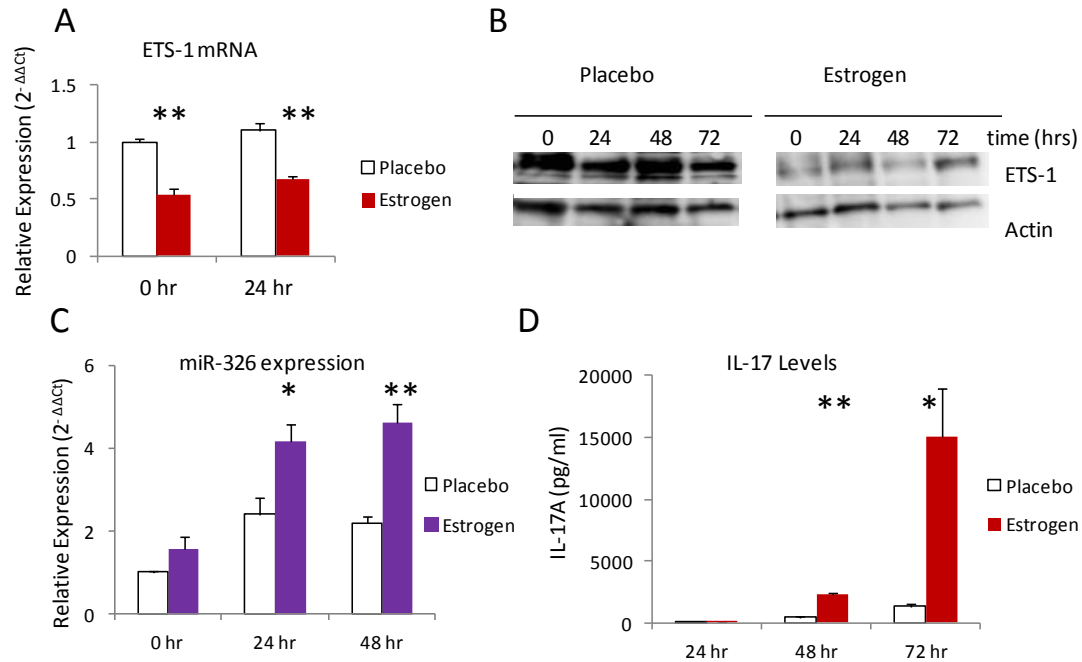 A
ETS-1 mRNA
Relative Expression (2^-ΔΔCt)
1.5
1
0.5
0
**
**
0 hr
24 hr
Placebo
Estrogen
B
Placebo
Estrogen
0 24 48 72
0 24 48 72 time (hrs)
ETS-1
Actin
C
miR-326 expression
Relative Expression (2^-ΔΔCt)
6
4
2
0
*
**
0 hr
24 hr
48 hr
Placebo
Estrogen
D
IL-17 Levels
IL-17A (pg/ml)
20000
15000
10000
5000
0
**
*
24 hr
48 hr
72 hr
Placebo
Estrogen